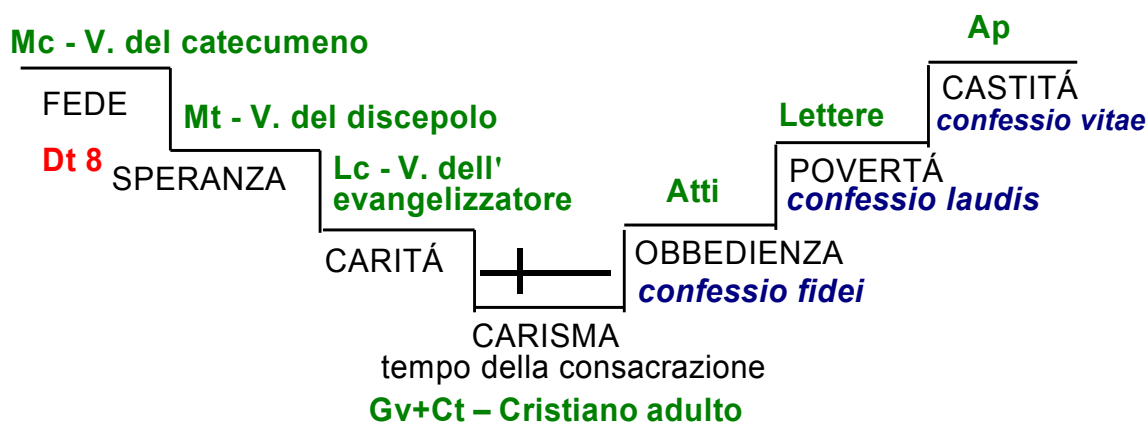 Mc - V. del catecumeno
FEDE
Dt 8
Mt - V. del discepolo
SPERANZA
Lc - V. dell'
evangelizzatore
CARITÁ
CARISMA
tempo della consacrazione
Gv+Ct – Cristiano adulto
Atti
OBBEDIENZA
confessio fidei
Lettere
POVERTÁ
confessio laudis
Ap
CASTITÁ
confessio vitae